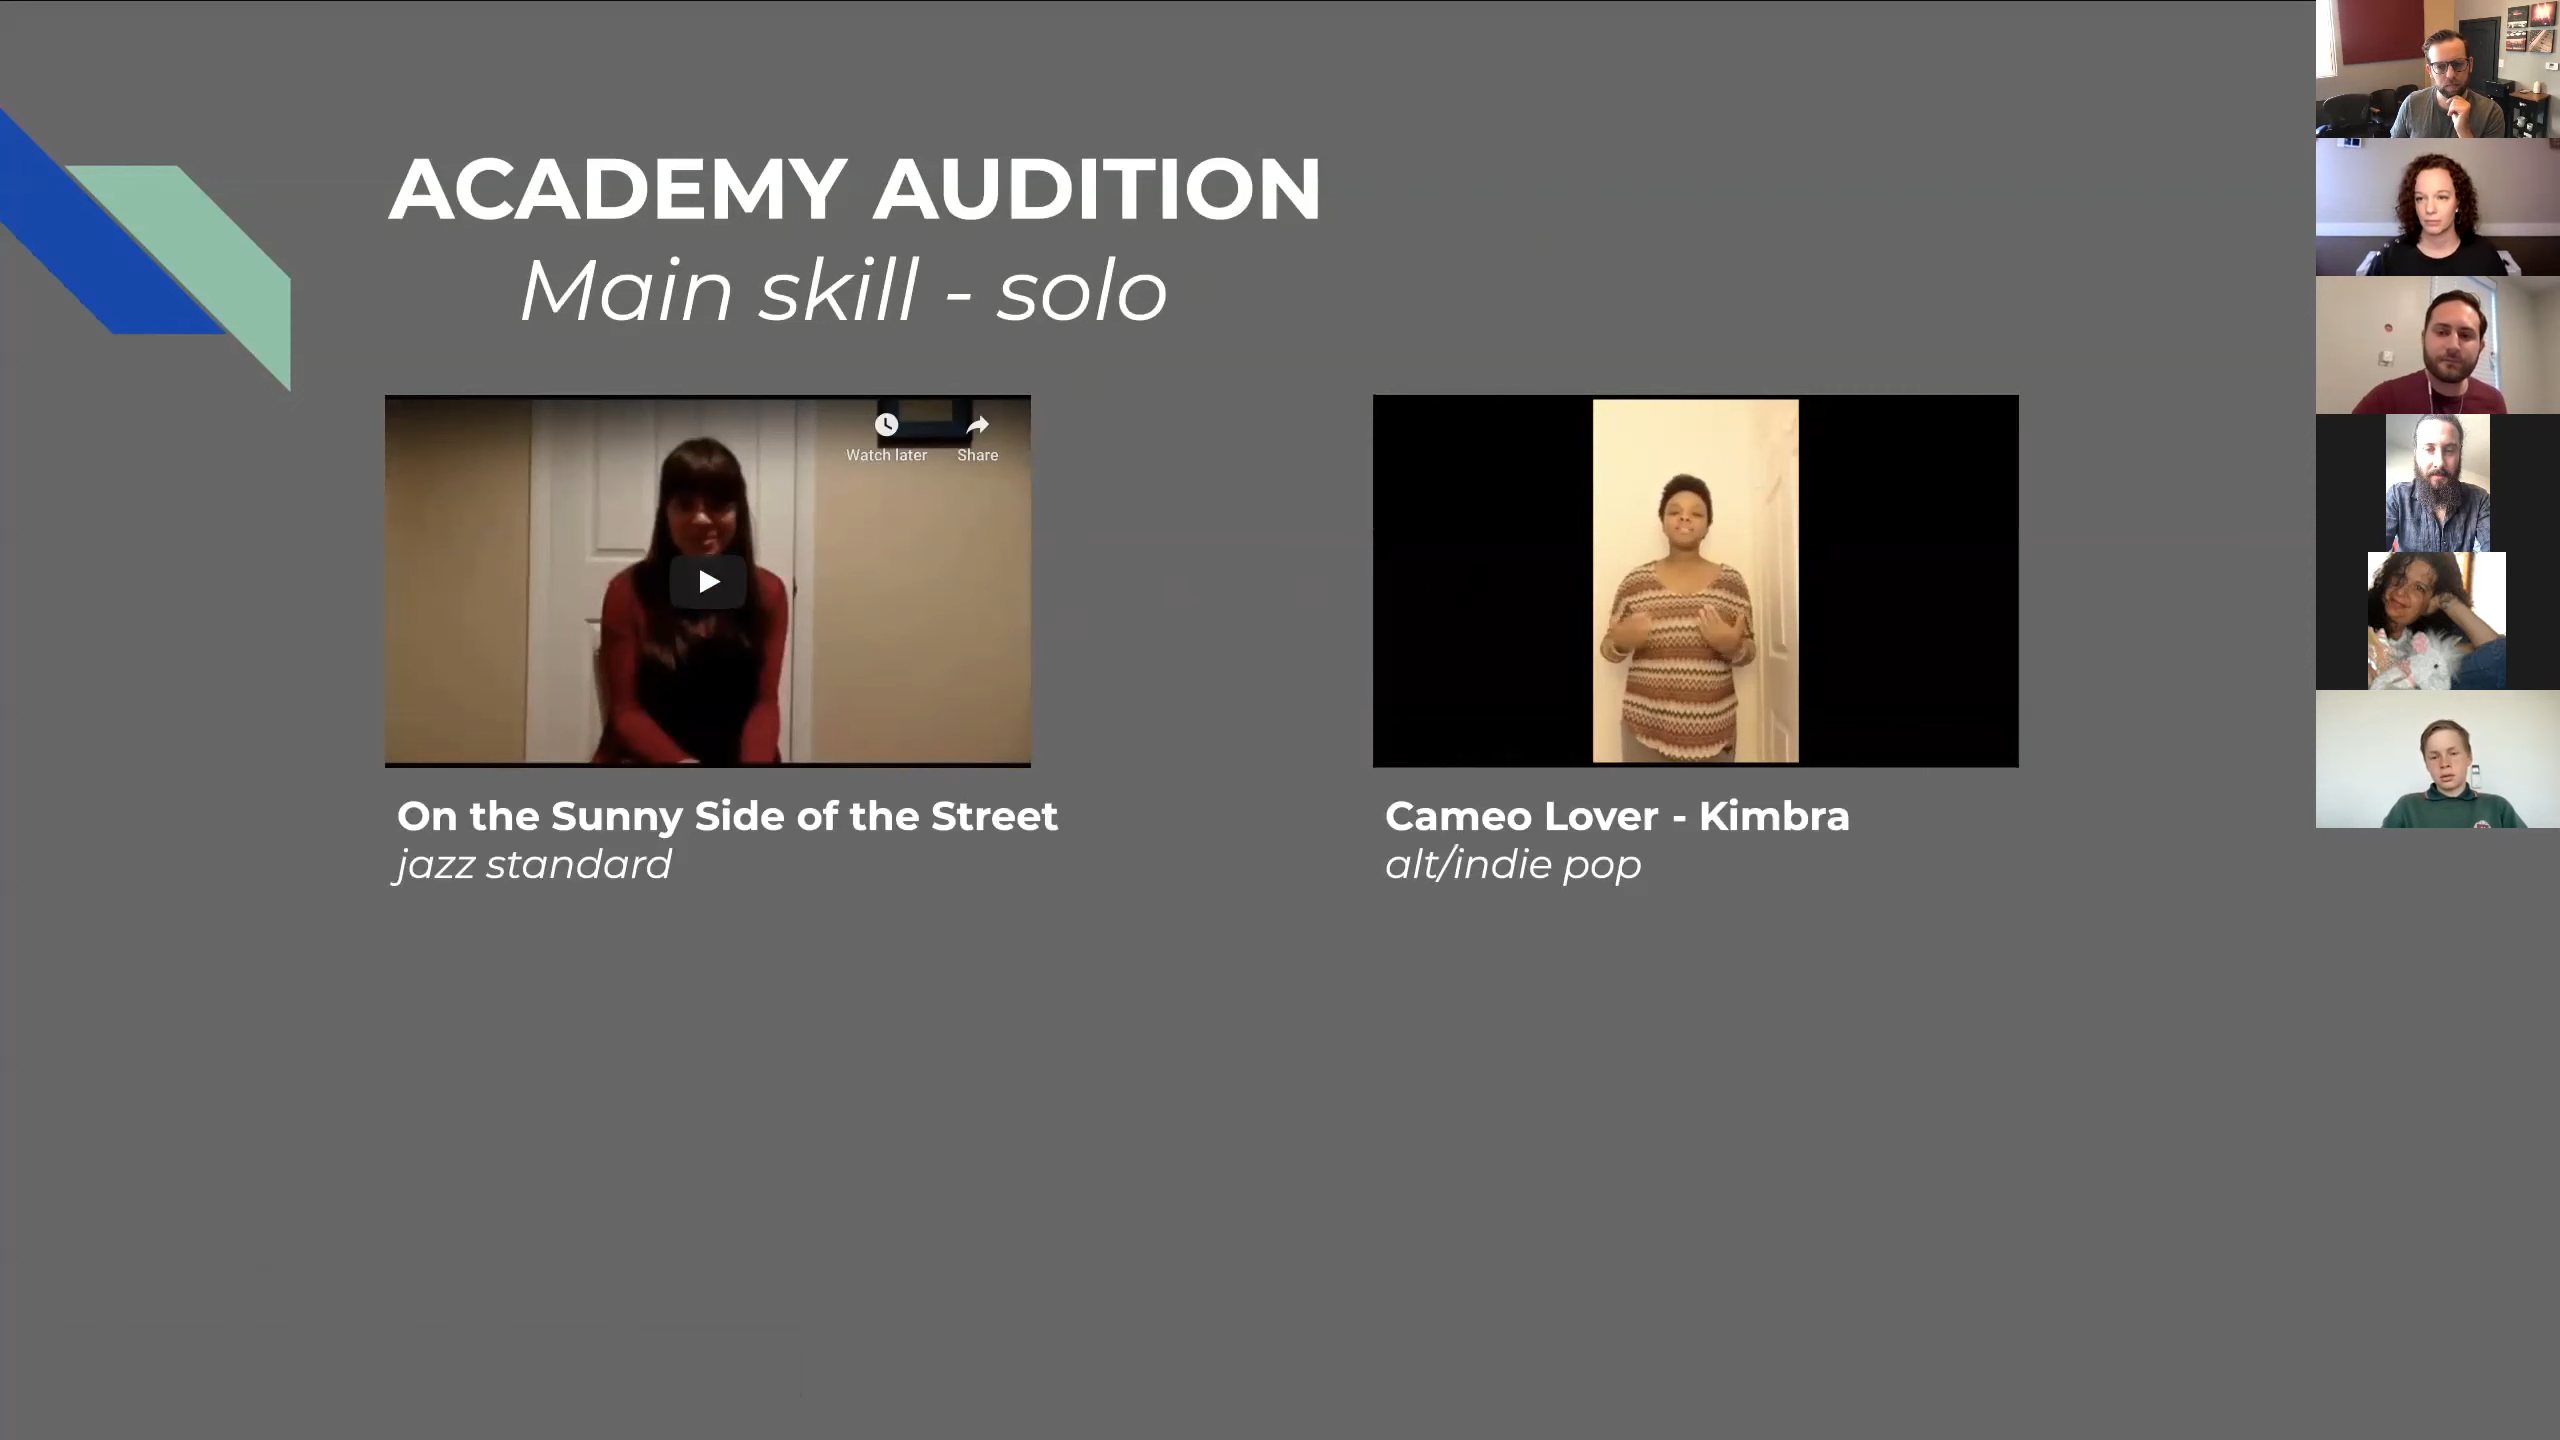 ACADEMY AUDITION
Main skill - solo
Watch later
Share
On the Sunny Side of the Street
jazz standard
Cameo Lover - Kimbra
alt/indie pop